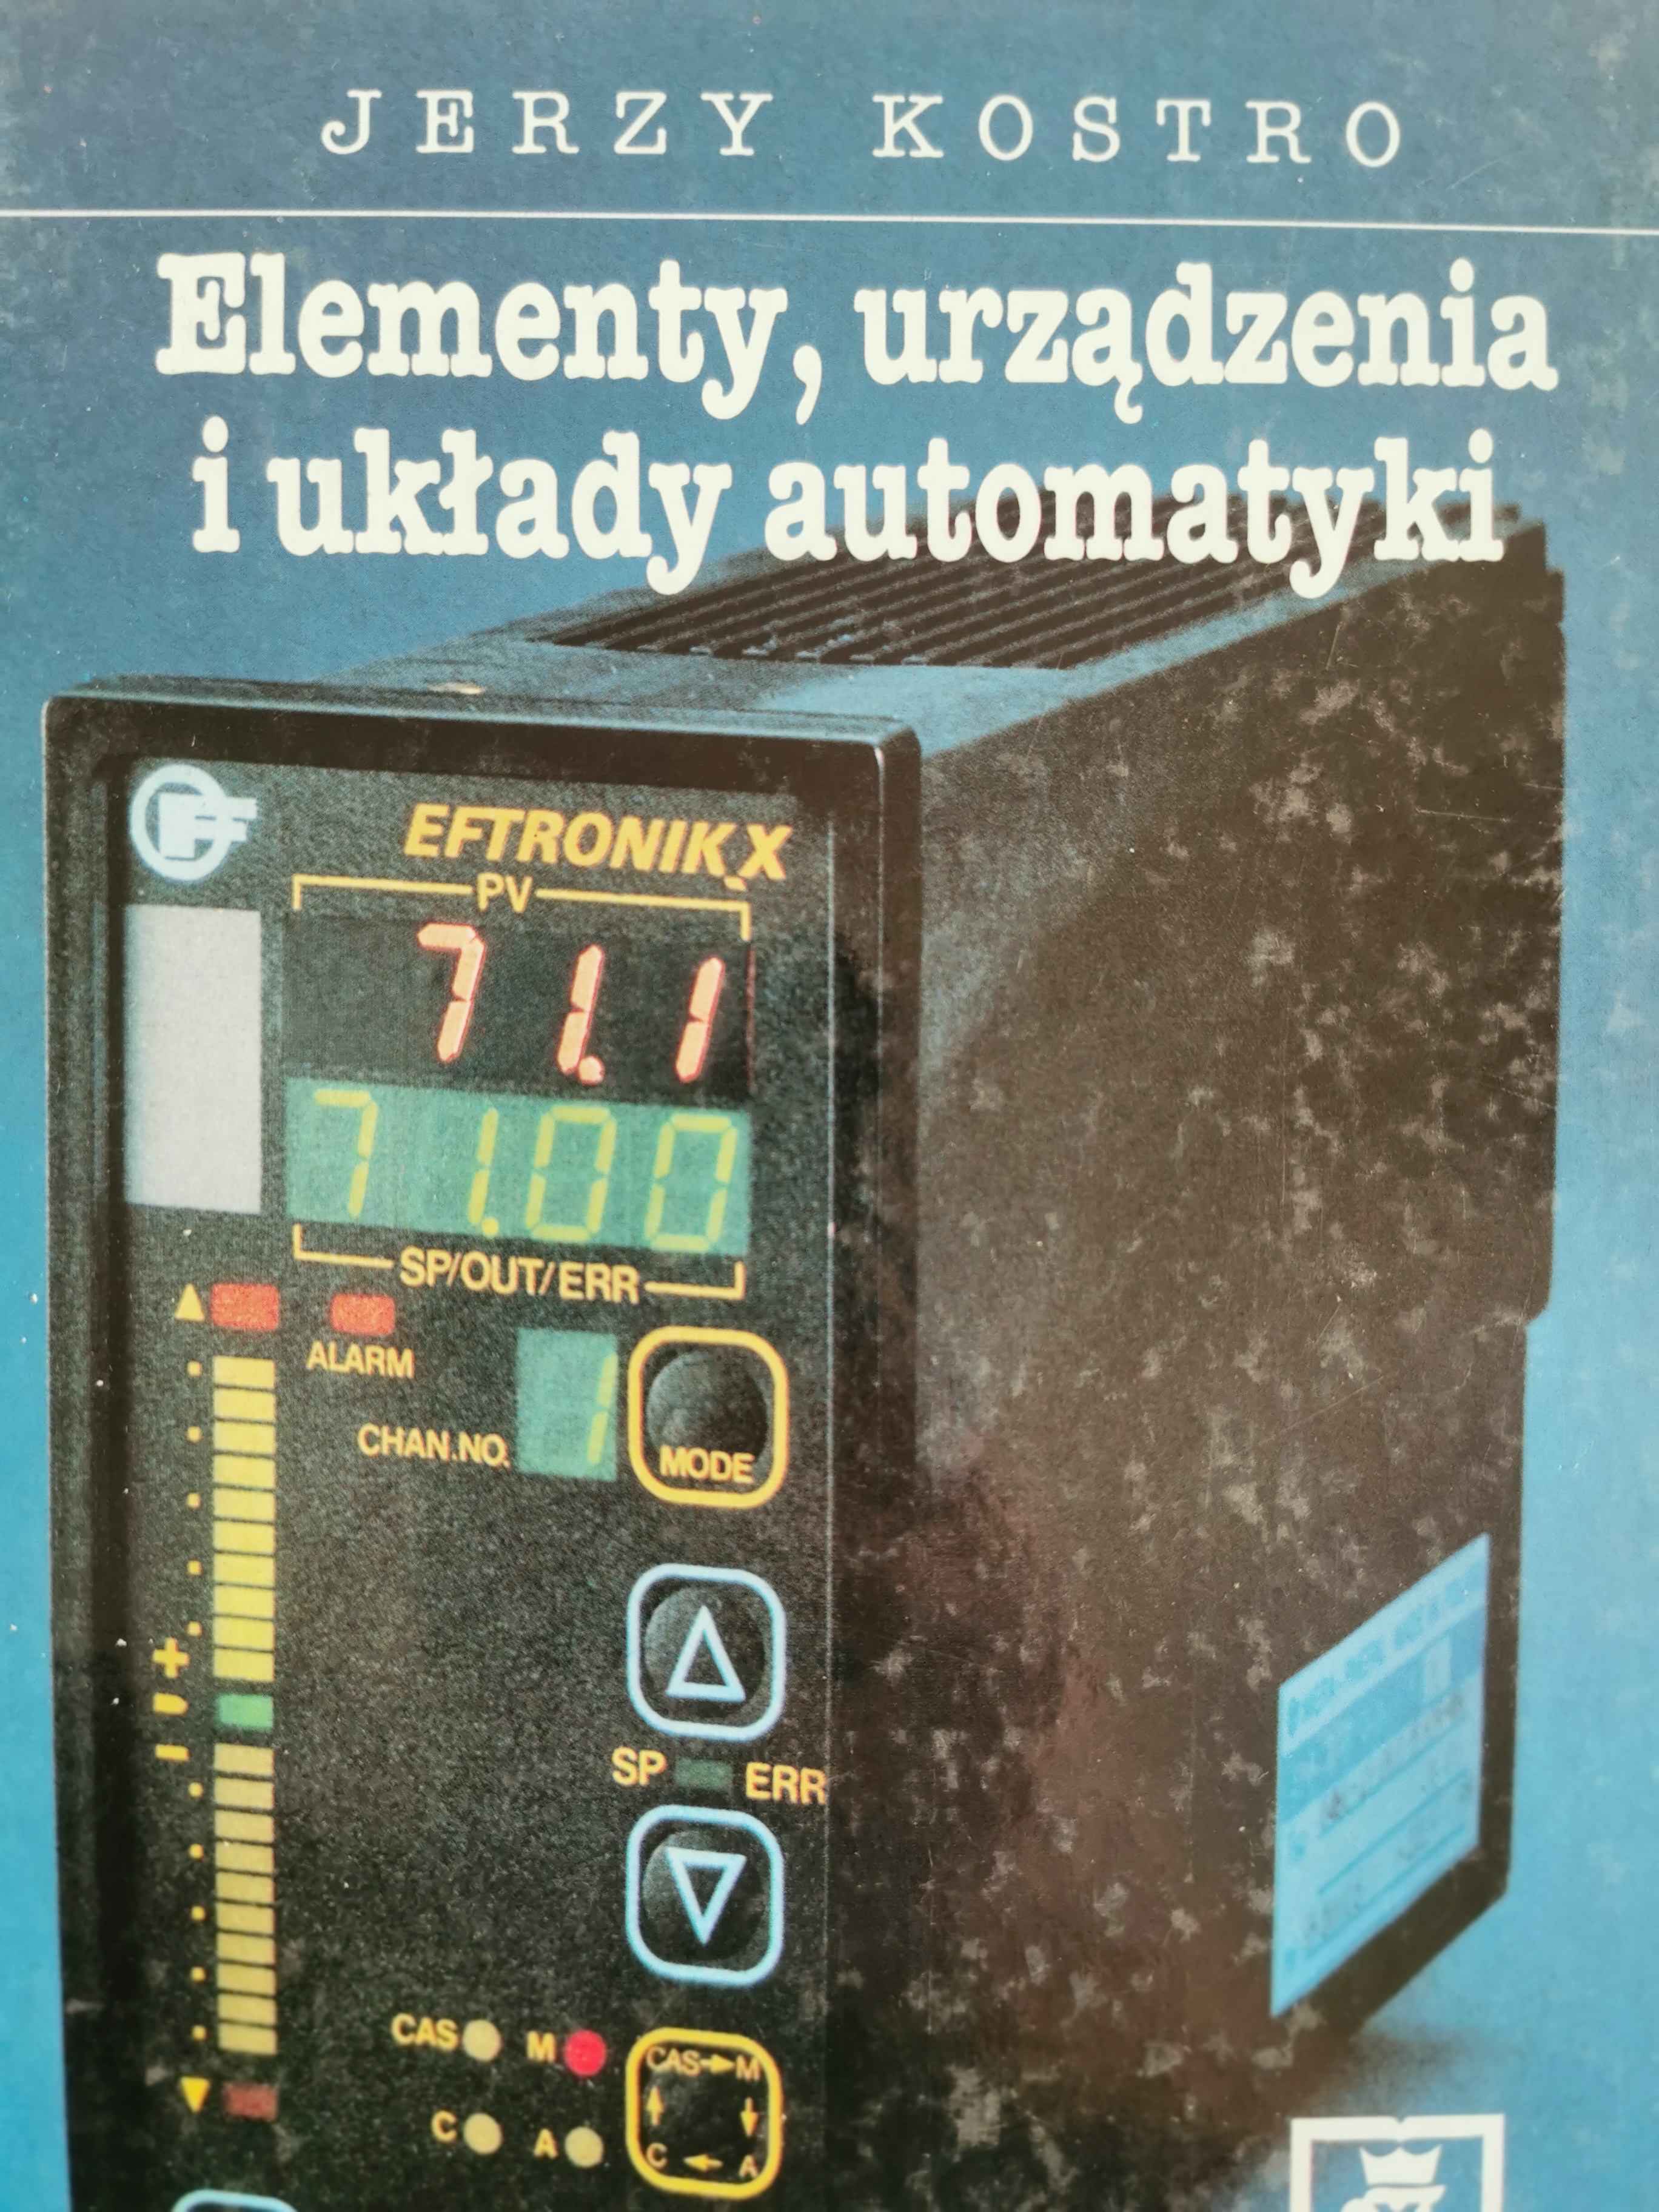 JERZY KOSTRO
Elementy, urządzenia
i układy automatyki
EFTRONIK X
PV
71.1
71.00
SP/OUT/ERR
ALARM
CHAN.NO.
1
MODE
+
–
SP ERR
CAS M
CAS M
C A
C A